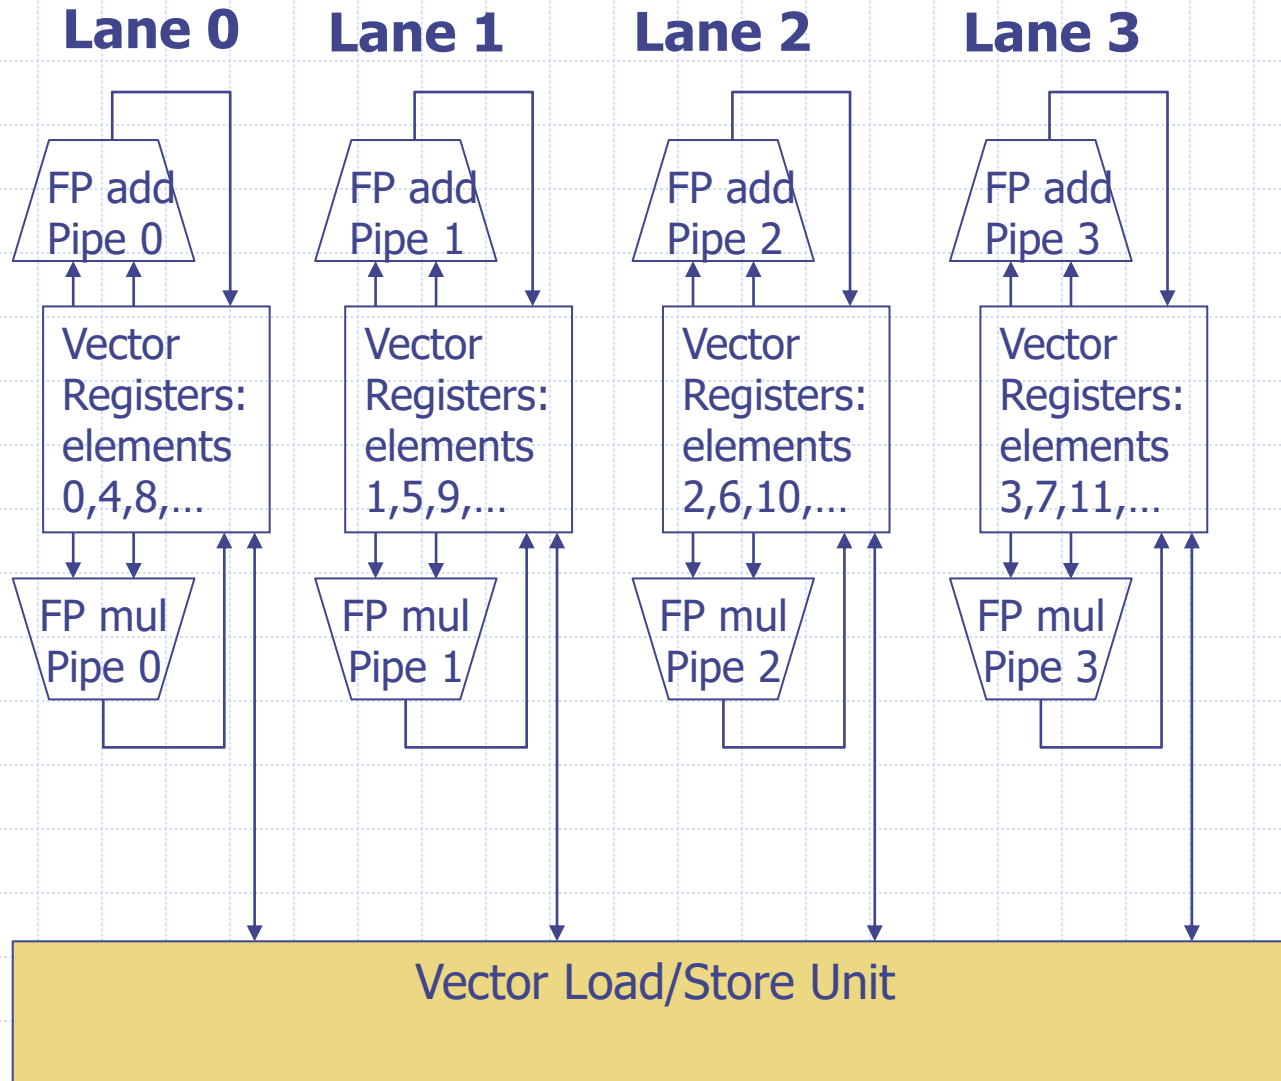 Lane 0
Lane 1
Lane 2
Lane 3
FP add
Pipe 0
FP add
Pipe 1
FP add
Pipe 2
FP add
Pipe 3
Vector
Registers:
elements
0,4,8,...
Vector
Registers:
elements
1,5,9,...
Vector
Registers:
elements
2,6,10,...
Vector
Registers:
elements
3,7,11,...
FP mul
Pipe 0
FP mul
Pipe 1
FP mul
Pipe 2
FP mul
Pipe 3
Vector Load/Store Unit